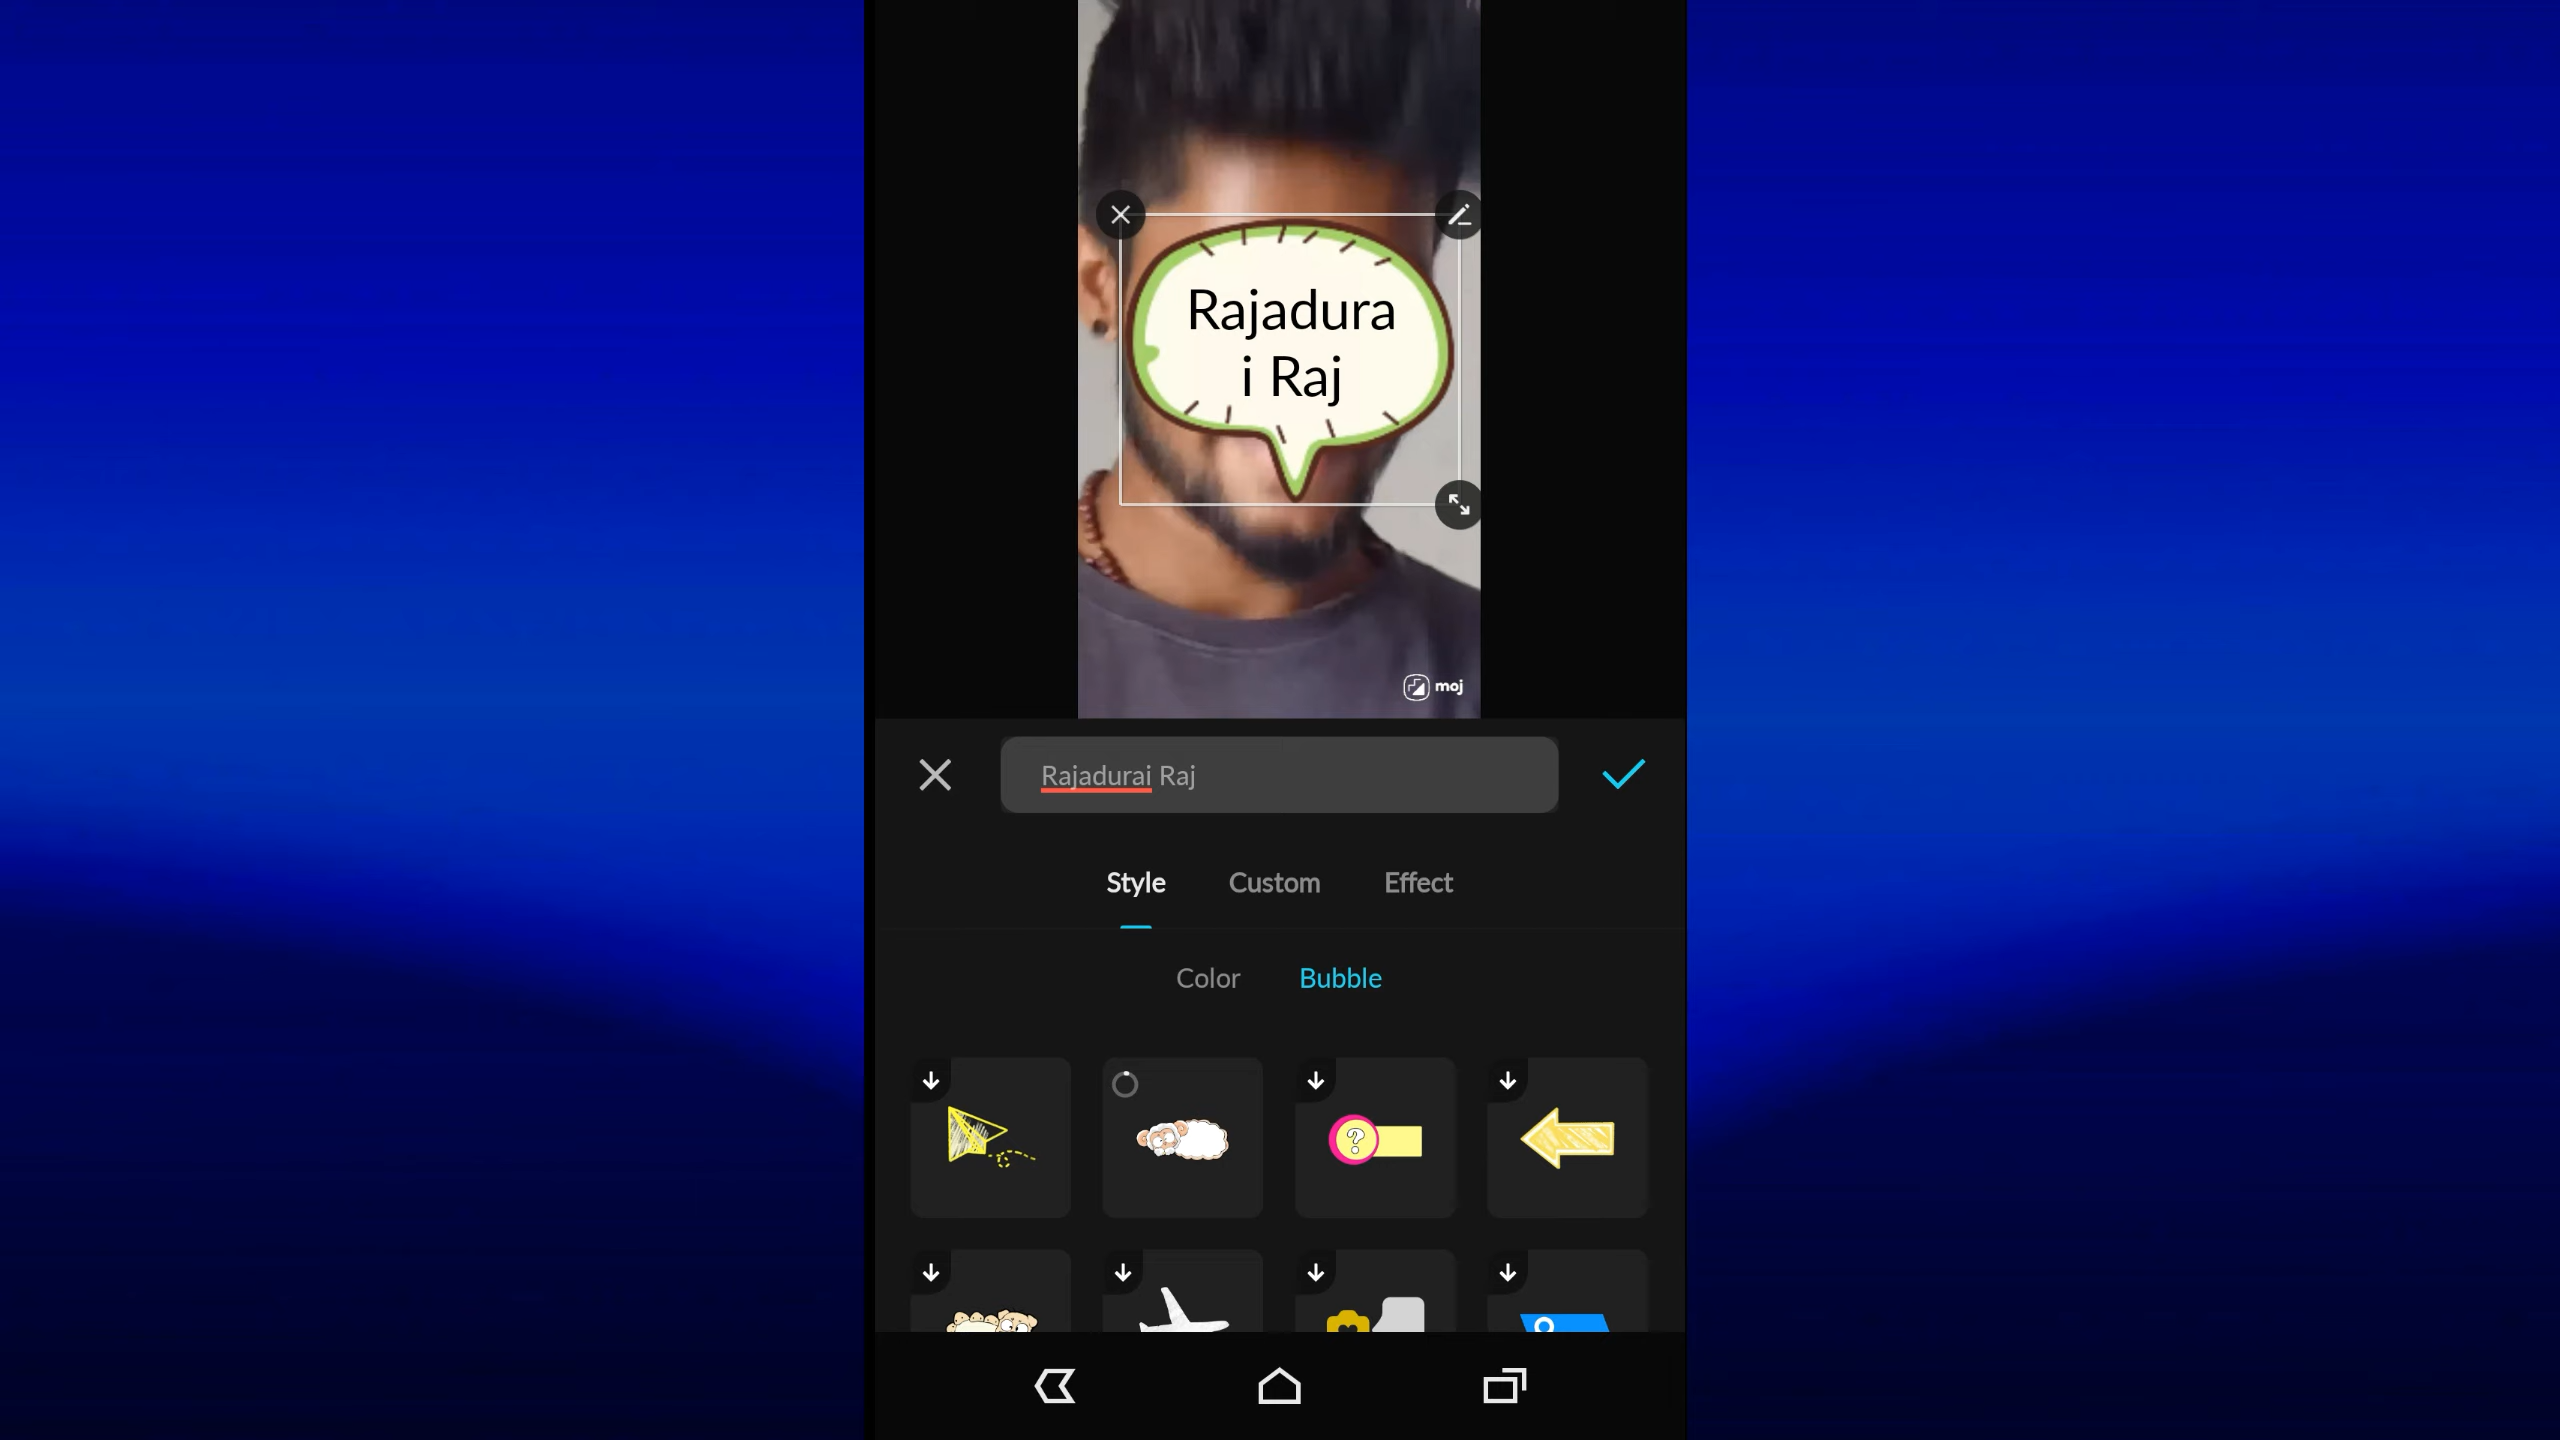 Rajadura
i Raj
moj
Rajadurai Raj
Style Custom Effect
Color Bubble
?